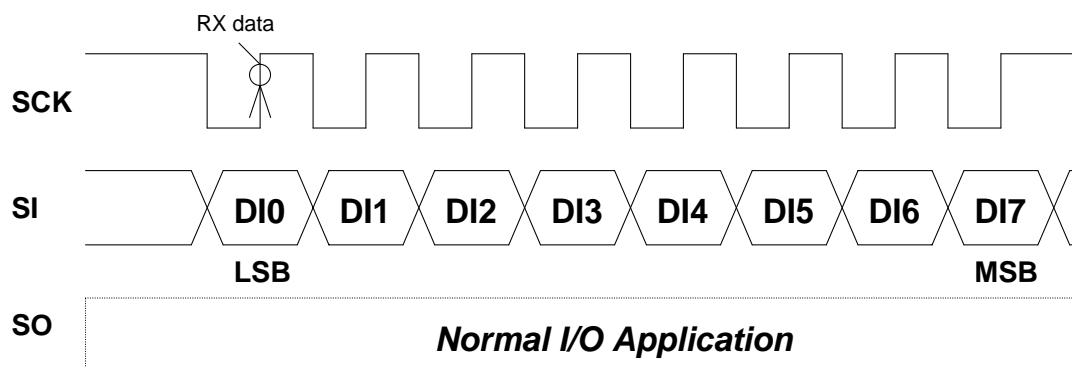 RX data
SCK
SI DI0 DI1 DI2 DI3 DI4 DI5 DI6 DI7
LSB MSB
SO Normal I/O Application